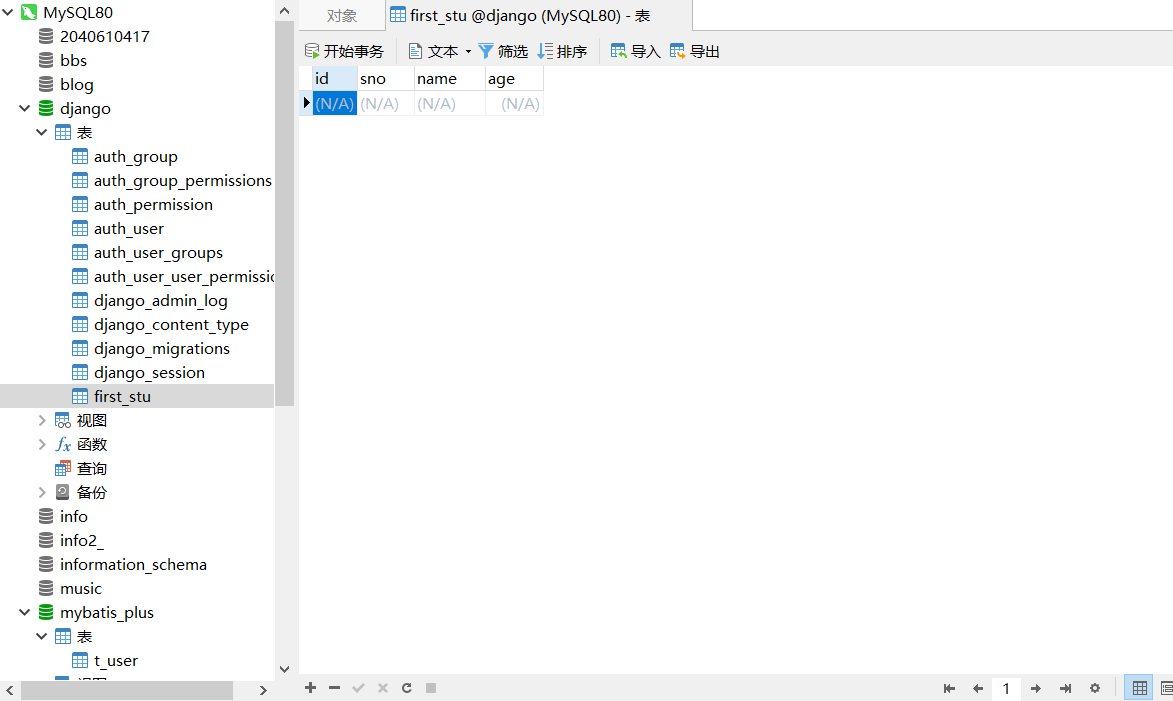 MySQL80
2040610417
bbs
blog
django
表
auth_group
auth_group_permissions
auth_permission
auth_user
auth_user_groups
auth_user_user_permissio
django_admin_log
django_content_type
django_migrations
django_session
first_stu
视图
fx 函数
查询
备份
info
info2_
information_schema
music
mybatis_plus
表
t_user
对象 first_stu @django (MySQL80) - 表
开始事务 文本 筛选 排序 导入 导出
id sno name age
(N/A) (N/A) (N/A) (N/A)
1